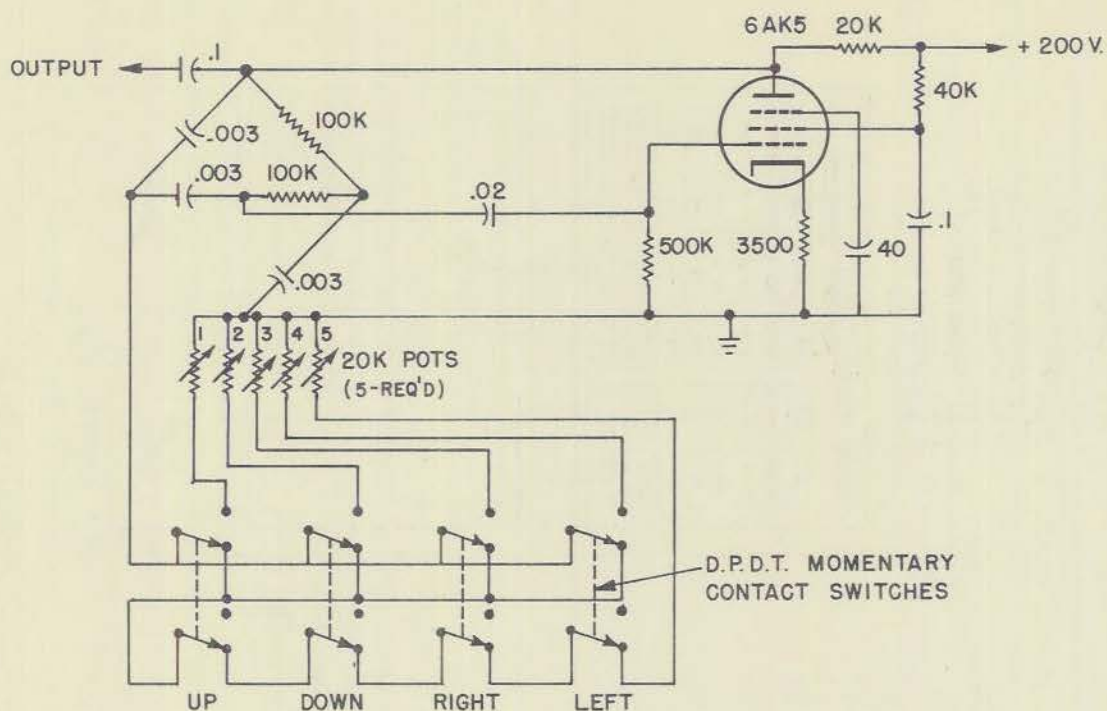 6AK5
20K
+ 200 V.
OUTPUT
.1
40K
100K
.003
.003
100K
.02
.1
500K
3500
40
.003
1 2 3 4 5
20K POTS
(5-REQ'D)
D.P.D.T. MOMENTARY
CONTACT SWITCHES
UP DOWN RIGHT LEFT